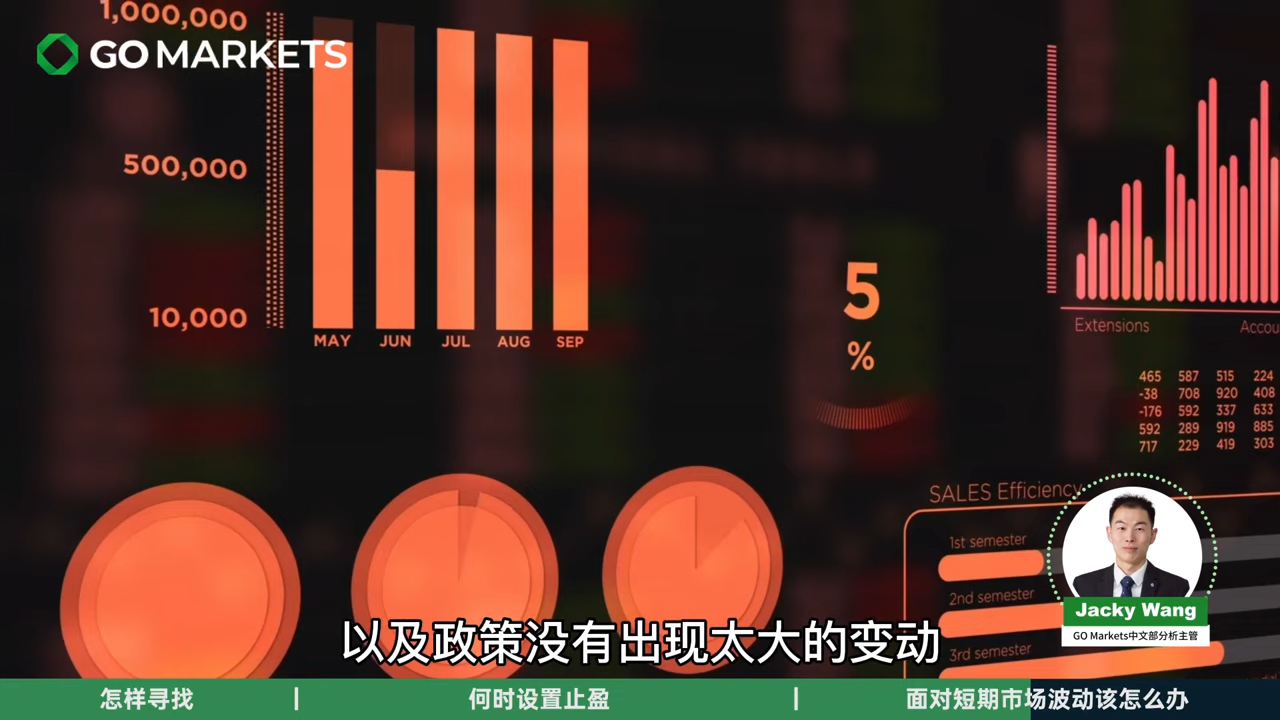 1,000,000
GO MARKETS
500,000
10,000
MAY JUN JUL AUG SEP
5
%
Extensions
Accou
465 587 515 224
-38 708 920 408
-176 592 337 633
592 289 919 885
717 229 419 303
SALES Efficiency
1st semester
2nd semester
3rd semester
Jacky Wang
GO Markets中文部分析主管
以及政策没有出现太大的变动
怎样寻找 | 何时设置止盈 | 面对短期市场波动该怎么办